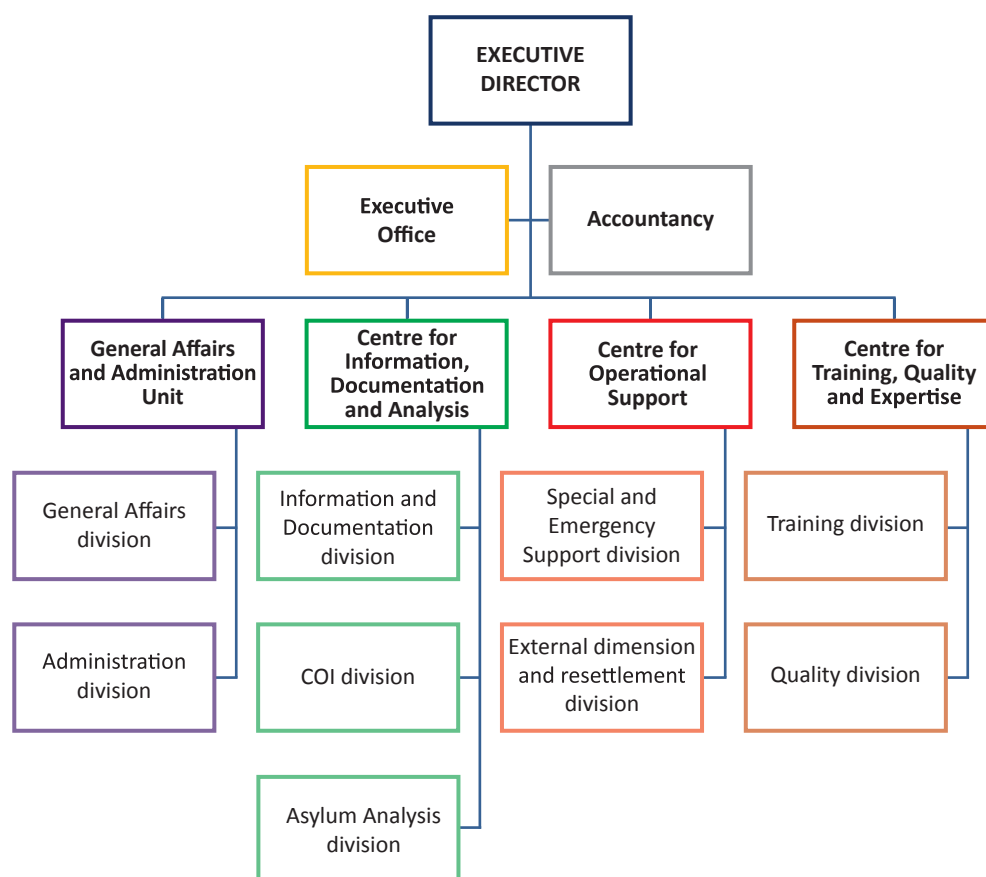 EXECUTIVE
DIRECTOR
Executive
Office
Accountancy
General Affairs
and Administration
Unit
Centre for
Information,
Documentation
and Analysis
Centre for
Operational
Support
Centre for
Training, Quality
and Expertise
General Affairs
division
Information and
Documentation
division
Special and
Emergency
Support division
Training division
Administration
division
COI division
External dimension
and resettlement
division
Quality division
Asylum Analysis
division